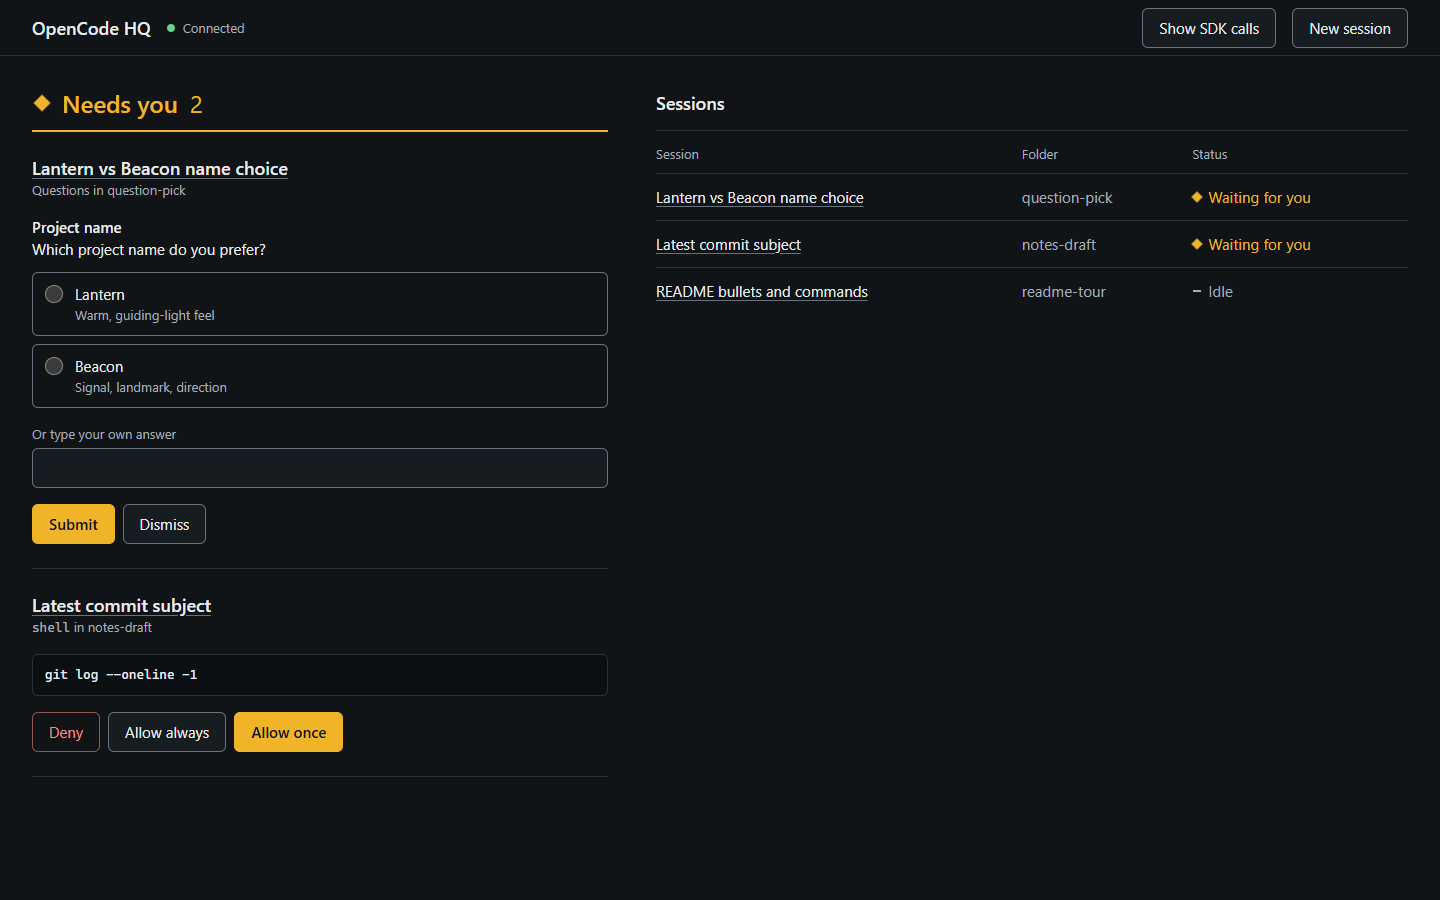 OpenCode HQ
Connected
Show SDK calls
New session
Needs you 2
Lantern vs Beacon name choice
Questions in question-pick
Project name
Which project name do you prefer?
Lantern
Warm, guiding-light feel
Beacon
Signal, landmark, direction
Or type your own answer
Submit
Dismiss
Latest commit subject
shell in notes-draft
git log --oneline -1
Deny
Allow always
Allow once
Sessions
Session Folder Status
Lantern vs Beacon name choice question-pick Waiting for you
Latest commit subject notes-draft Waiting for you
README bullets and commands readme-tour Idle